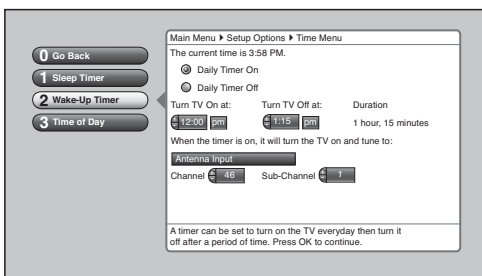 Main Menu ▶ Setup Options ▶ Time Menu
0 Go Back
1 Sleep Timer
2 Wake-Up Timer
3 Time of Day
The current time is 3:58 PM.
Daily Timer On
Daily Timer Off
Turn TV On at: Turn TV Off at: Duration
12:00 pm 1:15 pm 1 hour, 15 minutes
When the timer is on, it will turn the TV on and tune to:
Antenna Input
Channel 46 Sub-Channel 1
A timer can be set to turn on the TV everyday then turn it
off after a period of time. Press OK to continue.